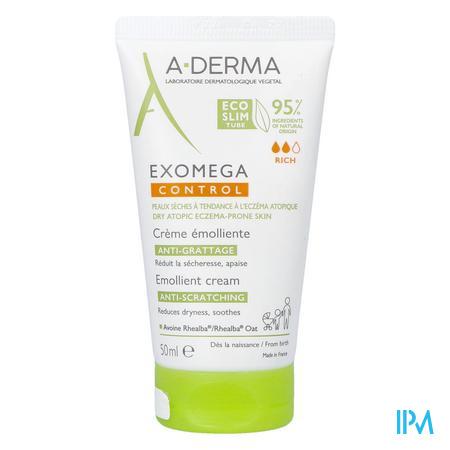 A-DERMA
LABORATOIRE DERMATOLOGIQUE VEGETAL
ECO
SLIM
TUBE
95%
INGREDIENTS
OF NATURAL
ORIGIN
RICH
EXOMEGA
CONTROL
PEAUX SÈCHES À TENDANCE À L'ECZÉMA ATOPIQUE
DRY ATOPIC ECZEMA-PRONE SKIN
Crème émolliente
ANTI-GRATTAGE
Réduit la sécheresse, apaise
Emollient cream
ANTI-SCRATCHING
Reduces dryness, soothes
Avoine Rhealba®/Rhealba® Oat
50ml e
Dès la naissance / From birth
Made in France
IPM